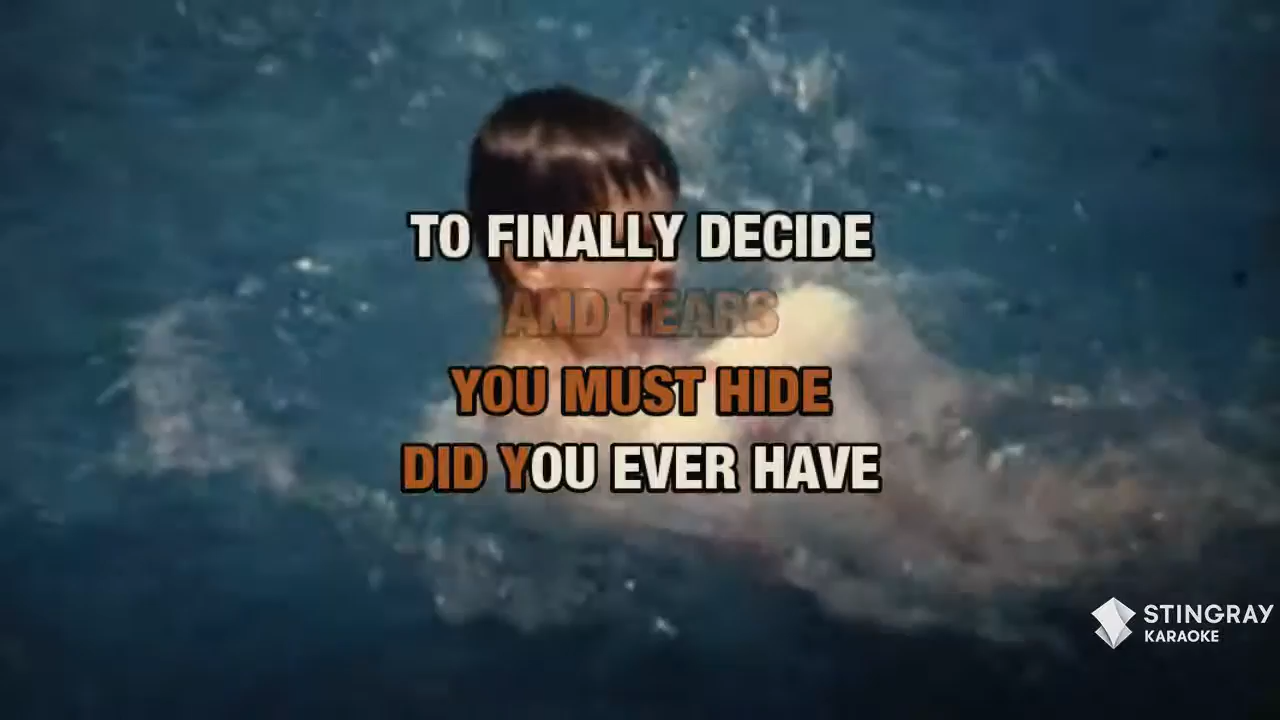 TO FINALLY DECIDE
AND TEARS
YOU MUST HIDE
DID YOU EVER HAVE
STINGRAY
KARAOKE